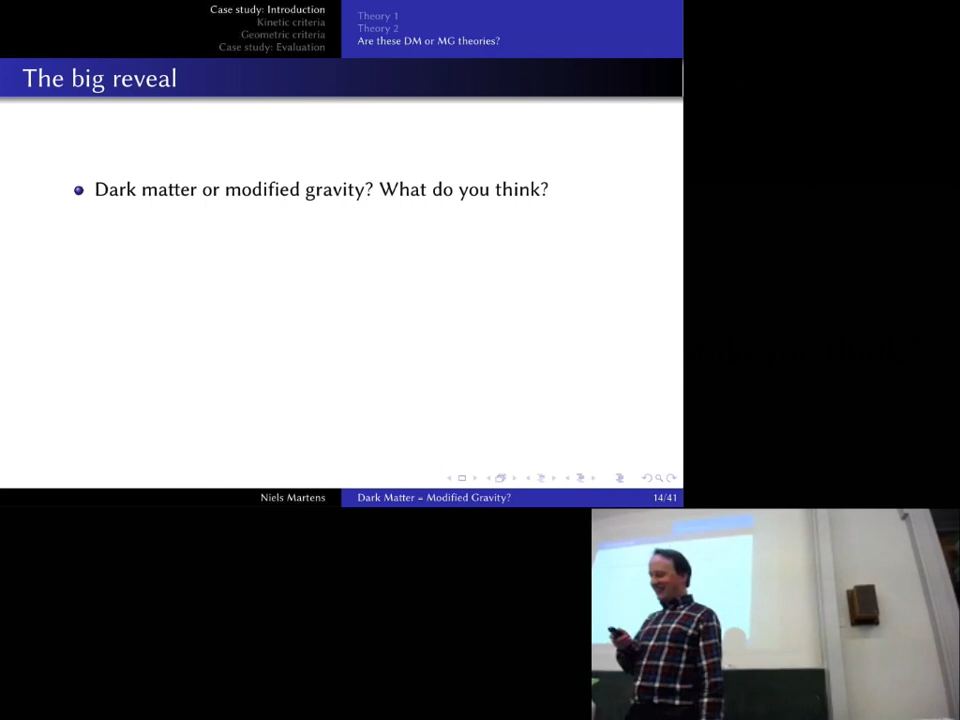 Case study: Introduction
Kinetic criteria
Geometric criteria
Case study: Evaluation
Theory 1
Theory 2
Are these DM or MG theories?
The big reveal
Dark matter or modified gravity? What do you think?
Niels Martens
Dark Matter = Modified Gravity?
14/41